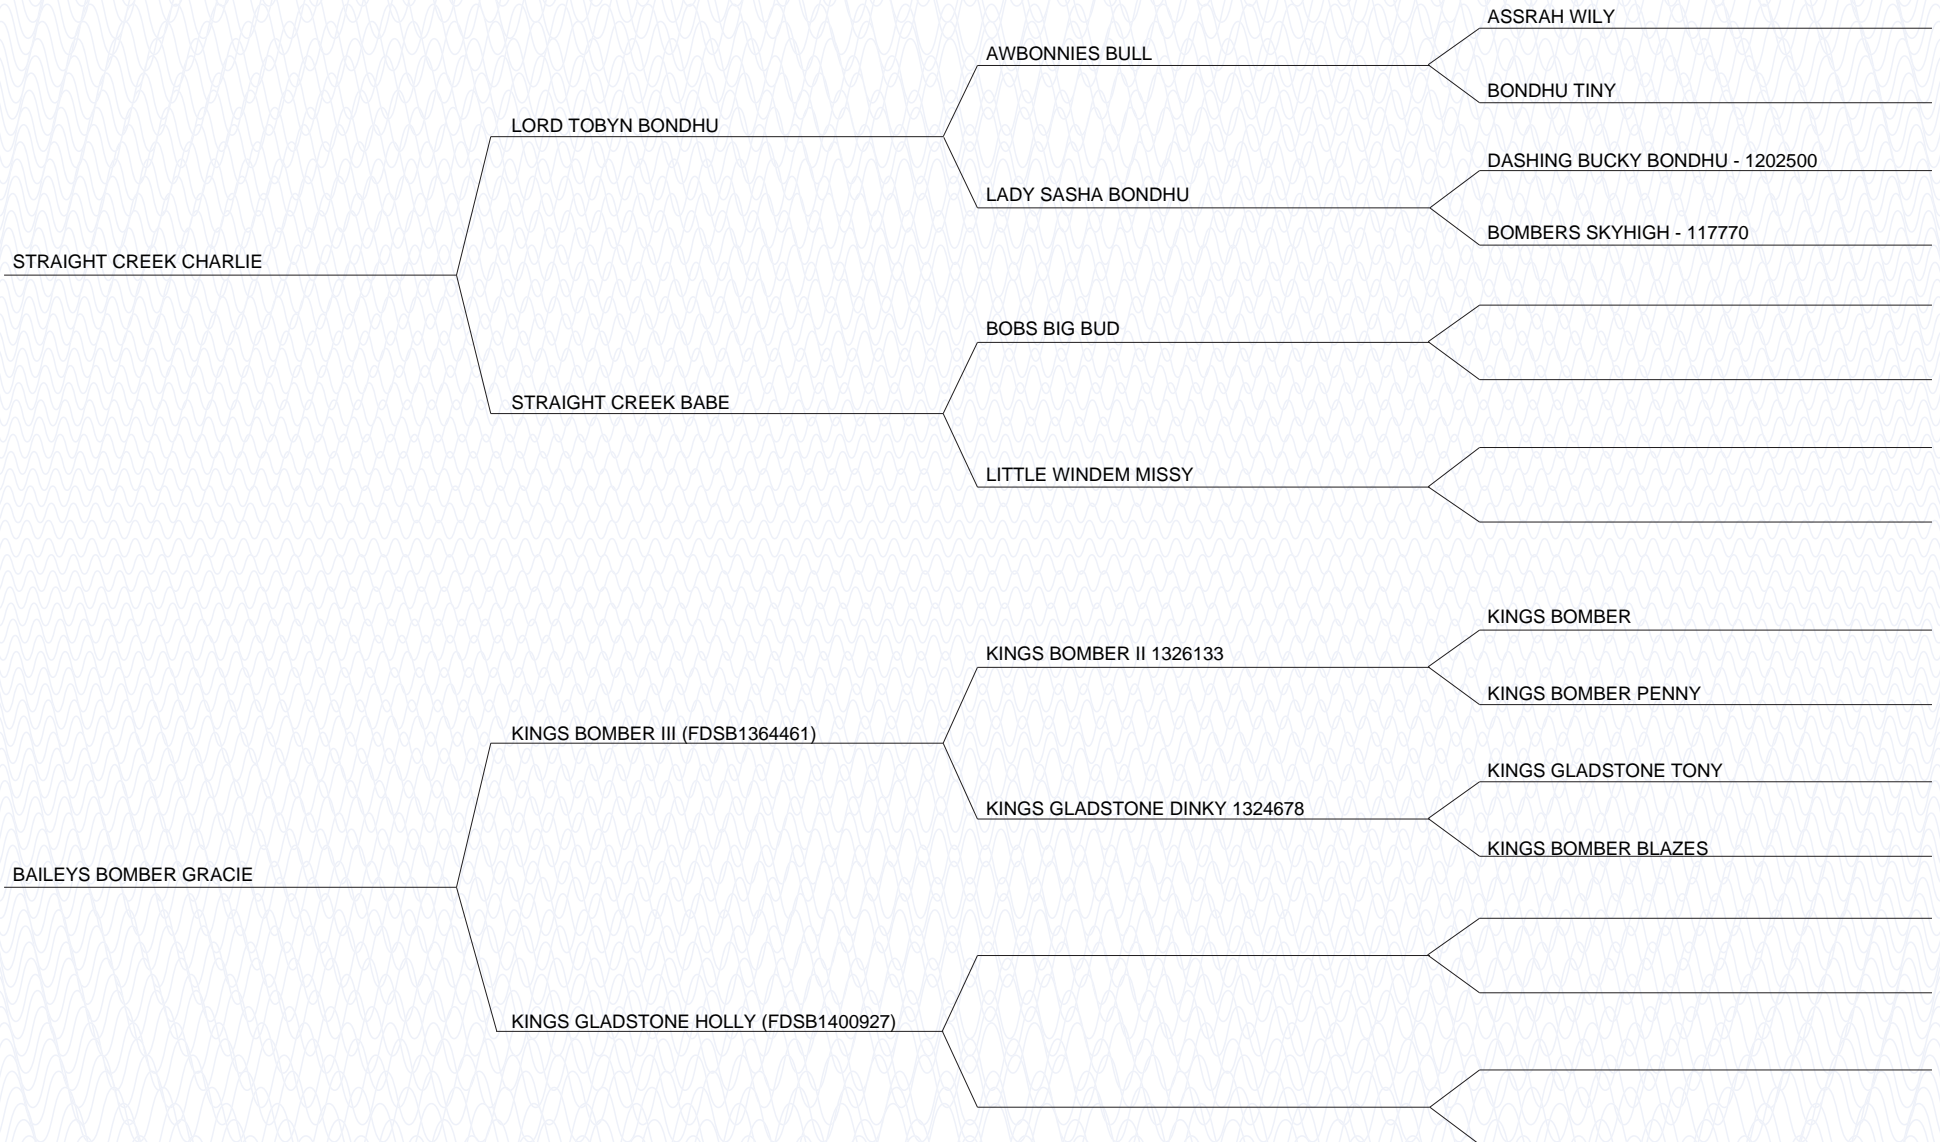 ASSRAH WILY
AWBONNIES BULL
BONDHU TINY
LORD TOBYN BONDHU
DASHING BUCKY BONDHU - 1202500
LADY SASHA BONDHU
BOMBERS SKYHIGH - 117770
STRAIGHT CREEK CHARLIE
BOBS BIG BUD
STRAIGHT CREEK BABE
LITTLE WINDEM MISSY
KINGS BOMBER
KINGS BOMBER II 1326133
KINGS BOMBER PENNY
KINGS BOMBER III (FDSB1364461)
KINGS GLADSTONE TONY
KINGS GLADSTONE DINKY 1324678
KINGS BOMBER BLAZES
BAILEYS BOMBER GRACIE
KINGS GLADSTONE HOLLY (FDSB1400927)